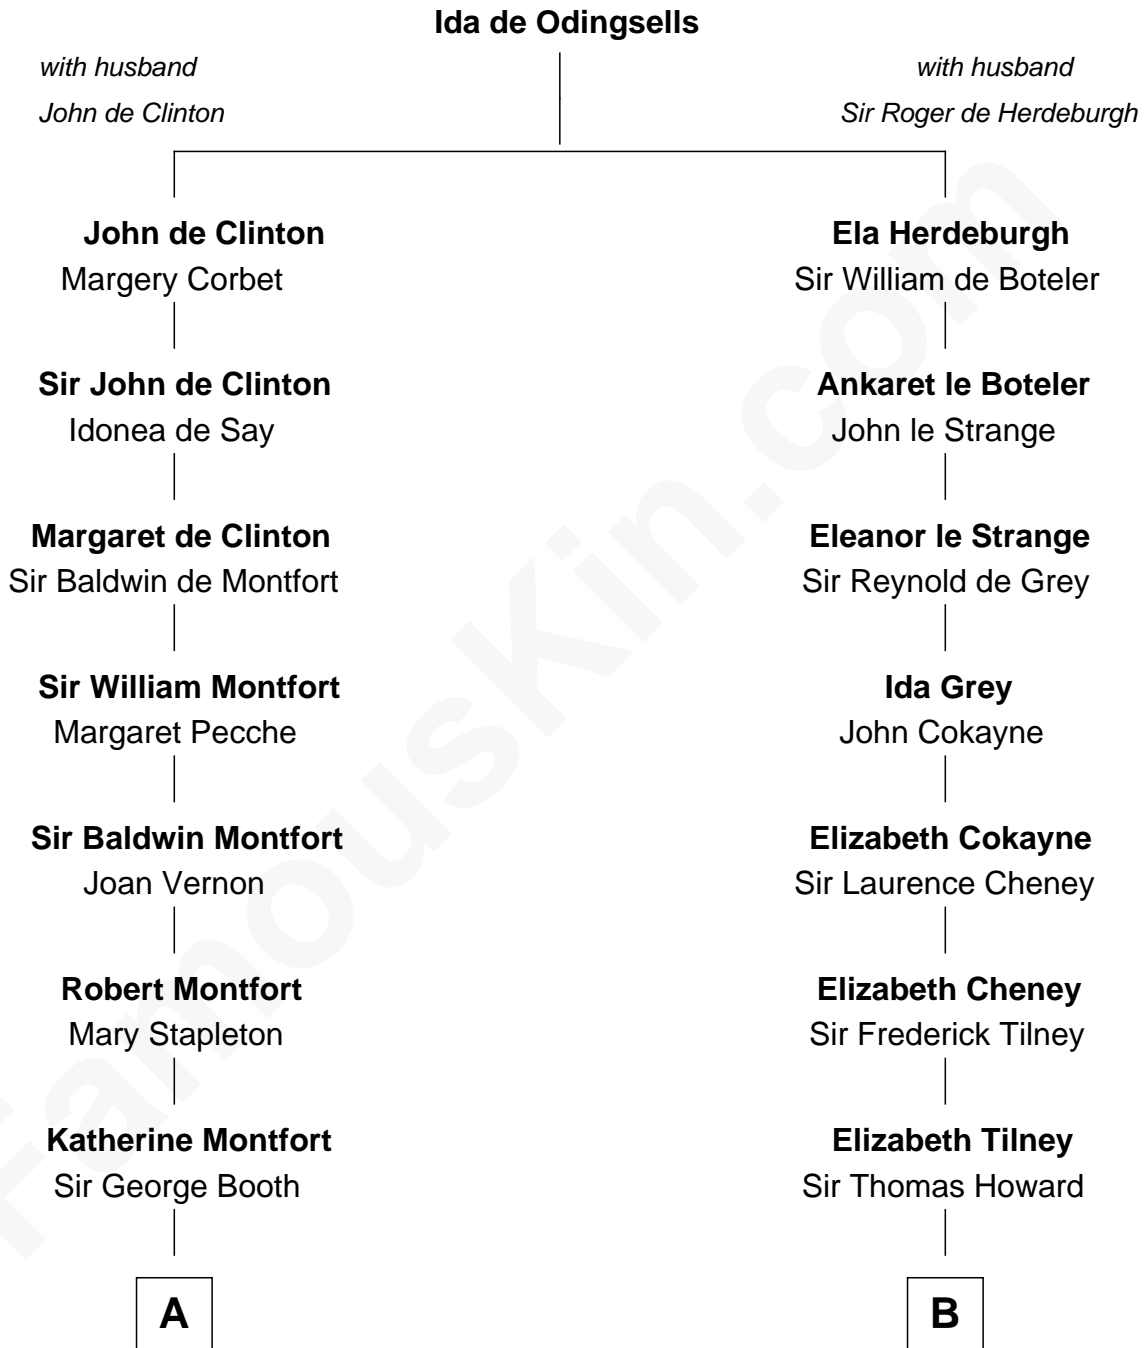 Ida de Odingsells
with husband
John de Clinton
with husband
Sir Roger de Herdeburgh
John de Clinton
Margery Corbet
Sir John de Clinton
Idonea de Say
Margaret de Clinton
Sir Baldwin de Montfort
Sir William Montfort
Margaret Pecche
Sir Baldwin Montfort
Joan Vernon
Robert Montfort
Mary Stapleton
Katherine Montfort
Sir George Booth
A
Ela Herdeburgh
Sir William de Boteler
Ankaret le Boteler
John le Strange
Eleanor le Strange
Sir Reynold de Grey
Ida Grey
John Cokayne
Elizabeth Cokayne
Sir Laurence Cheney
Elizabeth Cheney
Sir Frederick Tilney
Elizabeth Tilney
Sir Thomas Howard
B
FamousKin.com